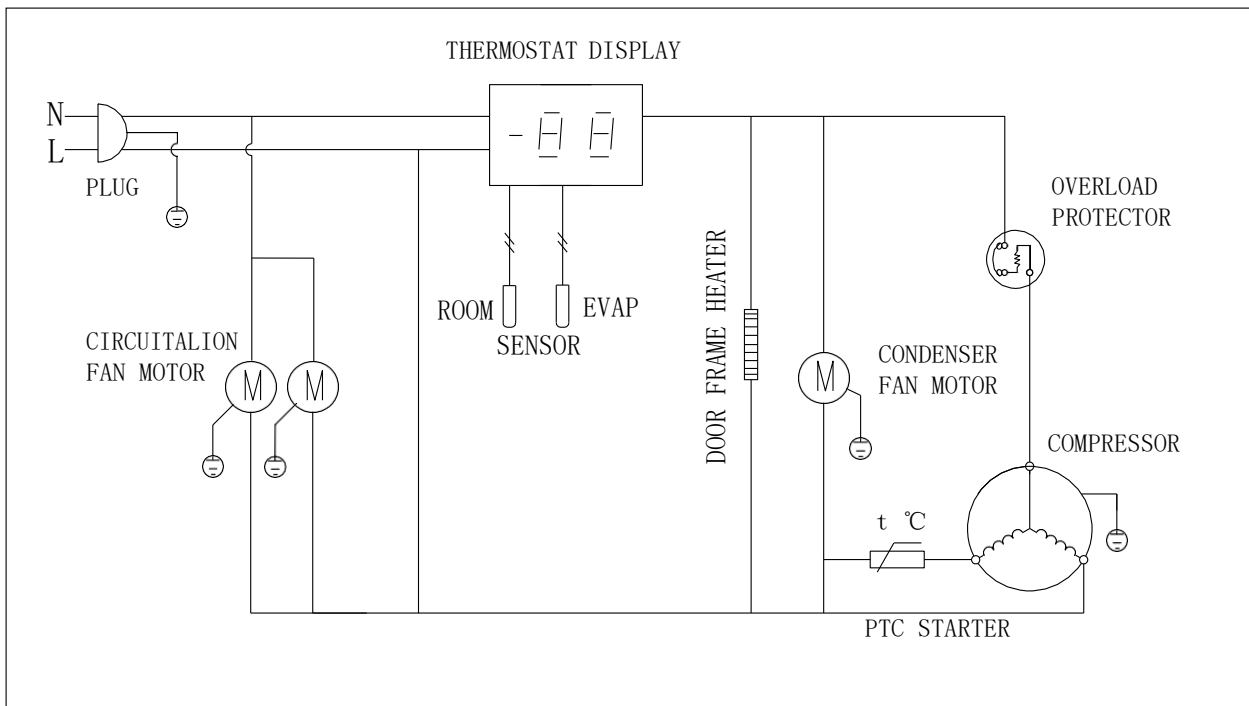 THERMOSTAT DISPLAY
N
L
PLUG
OVERLOAD
PROTECTOR
ROOM
EVAP
SENSOR
DOOR FRAME HEATER
CIRCUITALION
FAN MOTOR
M
M
M
CONDENSER
FAN MOTOR
COMPRESSOR
t ℃
PTC STARTER